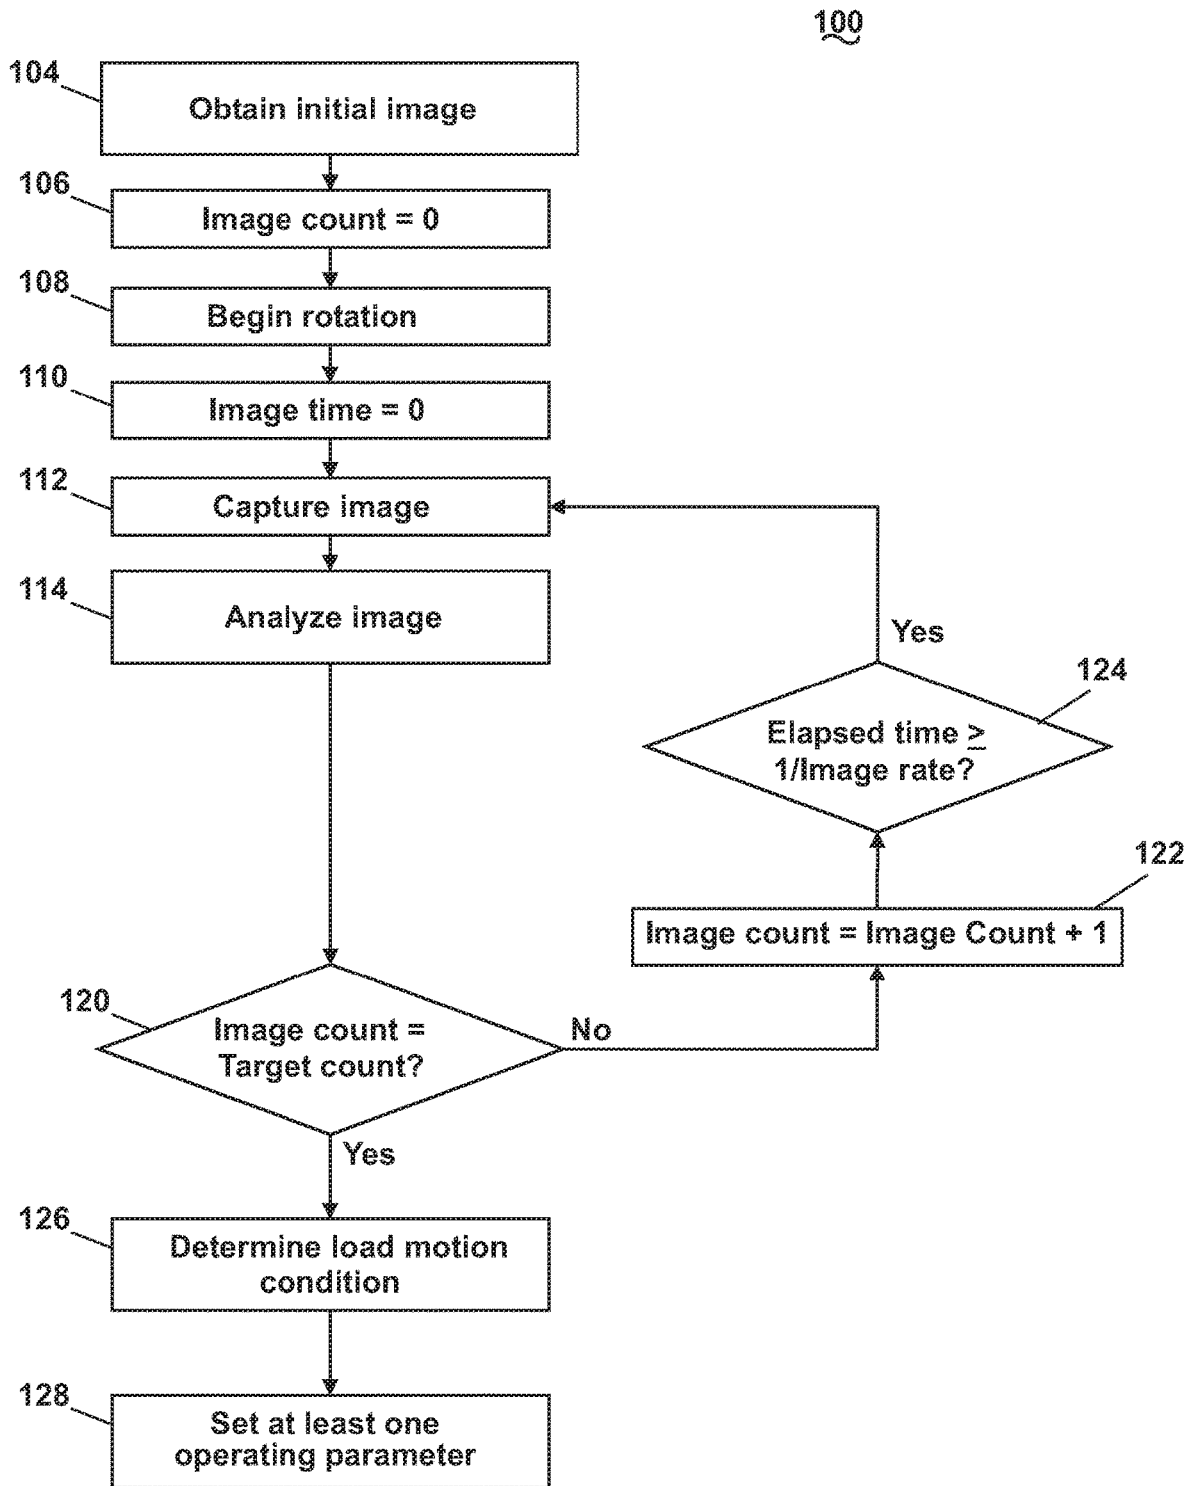 100
104
Obtain initial image
106
Image count = 0
108
Begin rotation
110
Image time = 0
112
Capture image
114
Analyze image
Yes
124
Elapsed time ≥
1/Image rate?
122
Image count = Image Count + 1
120
Image count =
Target count?
No
Yes
126
Determine load motion
condition
128
Set at least one
operating parameter